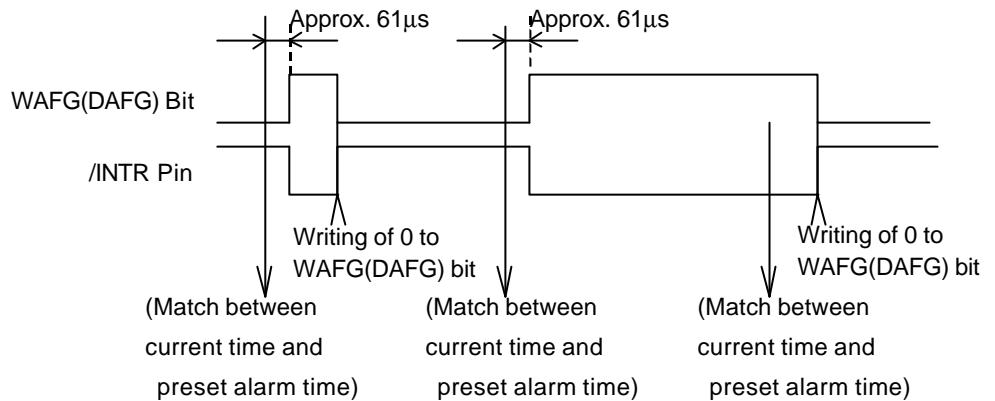 Approx. 61μs
Approx. 61μs
WAFG(DAFG) Bit
/INTR Pin
Writing of 0 to
WAFG(DAFG) bit
Writing of 0 to
WAFG(DAFG) bit
(Match between
current time and
preset alarm time)
(Match between
current time and
preset alarm time)
(Match between
current time and
preset alarm time)